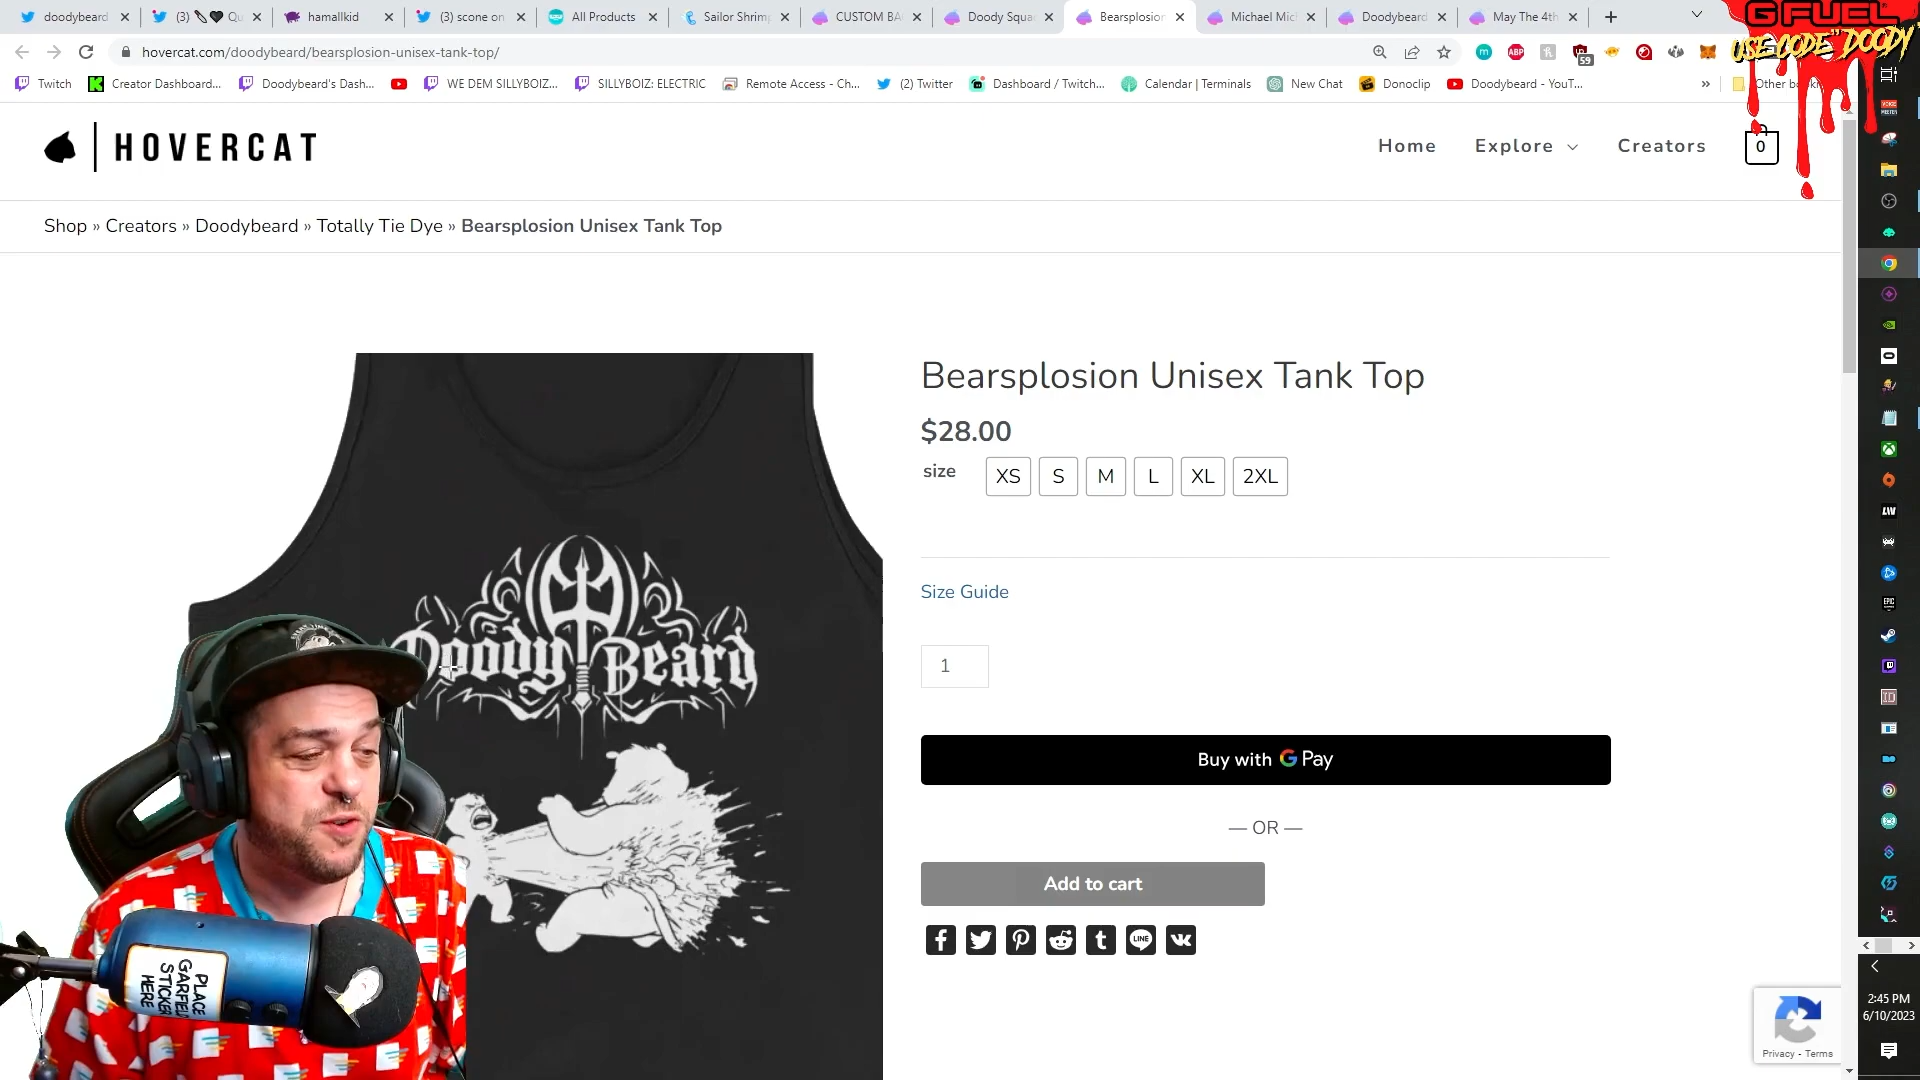 doodybeard
(3)
Qu
hamallkid
(3) scone on
All Products
Sailor Shrim
CUSTOM BA
Doody Squa
Bearsplosion
Michael Mic
Doodybeard
May The 4th
G FUEL
USE CODE "DOODY"
hovercat.com/doodybeard/bearsplosion-unisex-tank-top/
ABP
59
Twitch
Creator Dashboard...
Doodybeard's Dash...
WE DEM SILLYBOIZ...
SILLYBOIZ: ELECTRIC
Remote Access - Ch...
(2) Twitter
Dashboard / Twitch...
Calendar | Terminals
New Chat
Donoclip
Doodybeard - YouT...
»
Other
HOVERCAT
Home
Explore
Creators
0
Shop » Creators » Doodybeard » Totally Tie Dye » Bearsplosion Unisex Tank Top
Bearsplosion Unisex Tank Top
$28.00
size
XS
S
M
L
XL
2XL
Size Guide
1
Buy with G Pay
— OR —
Add to cart
Doody Beard
PLACE
GARFIELD
STICKER
HERE
Privacy - Terms
2:45 PM
6/10/2023